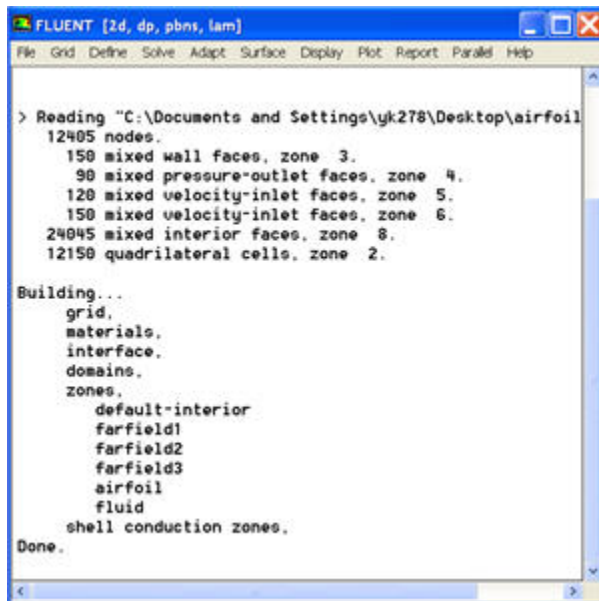 FLUENT [2d, dp, pbns, lam]
File Grid Define Solve Adapt Surface Display Plot Report Parallel Help
> Reading "C:\Documents and Settings\yk278\Desktop\airfoil
12405 nodes.
150 mixed wall faces, zone 3.
90 mixed pressure-outlet faces, zone 4.
120 mixed velocity-inlet faces, zone 5.
150 mixed velocity-inlet faces, zone 6.
24045 mixed interior faces, zone 8.
12150 quadrilateral cells, zone 2.
Building...
grid,
materials,
interface,
domains,
zones,
default-interior
farfield1
farfield2
farfield3
airfoil
fluid
shell conduction zones,
Done.